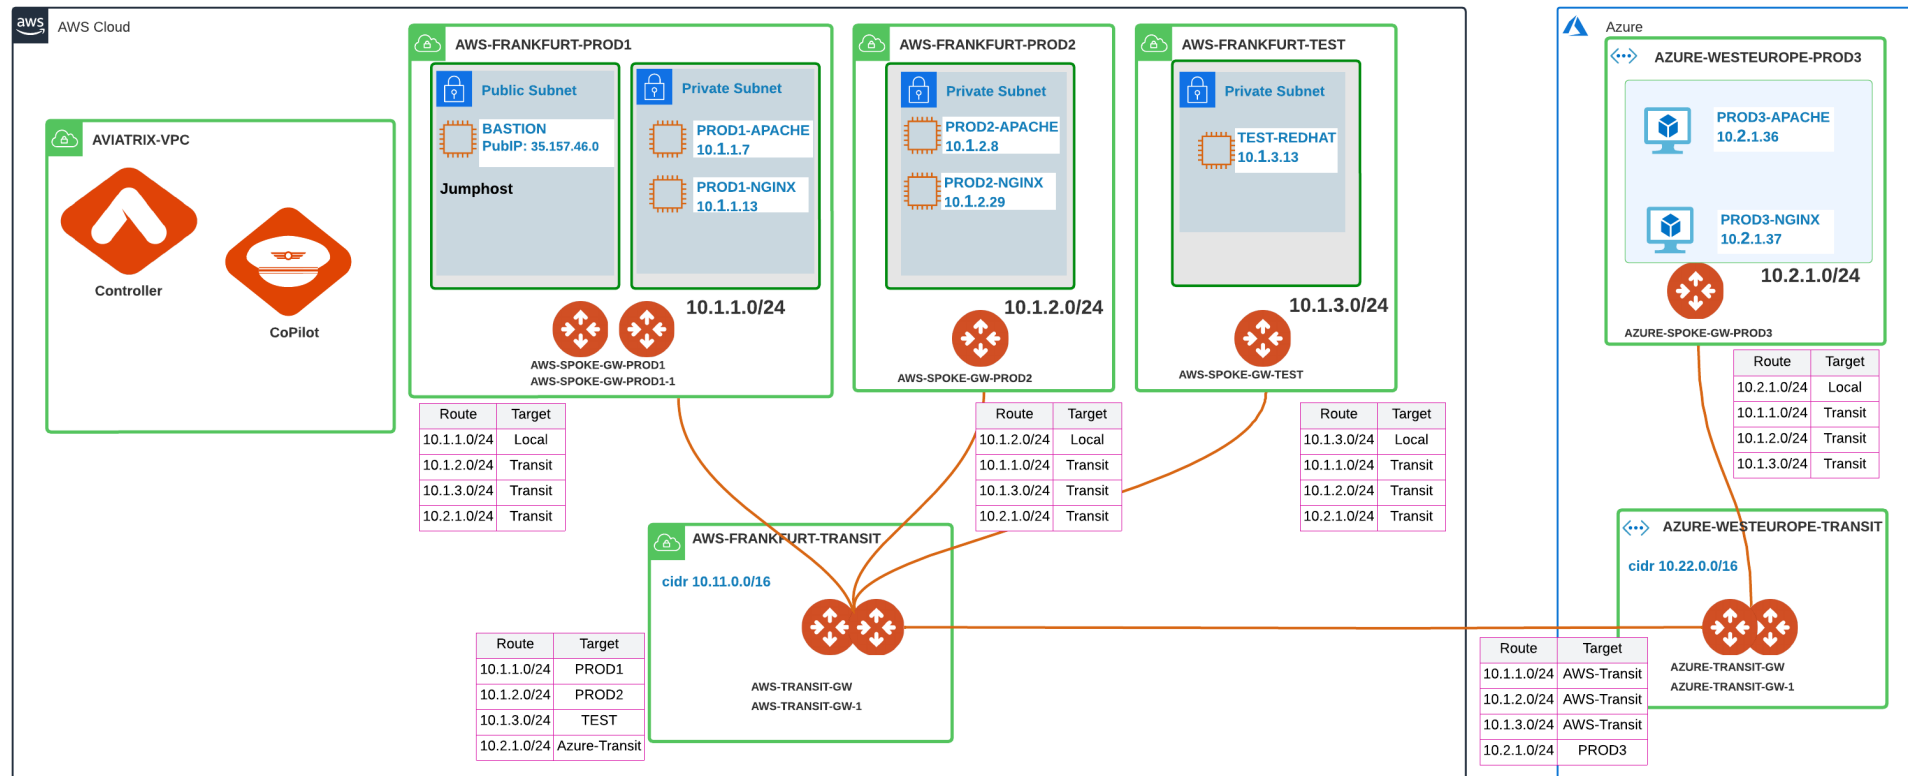 aws
AWS Cloud
AVIATRIX-VPC
Controller
CoPilot
AWS-FRANKFURT-PROD1
Public Subnet
BASTION
PubIP: 35.157.46.0
Jumphost
Private Subnet
PROD1-APACHE
10.1.1.7
PROD1-NGINX
10.1.1.13
10.1.1.0/24
AWS-SPOKE-GW-PROD1
AWS-SPOKE-GW-PROD1-1
AWS-FRANKFURT-PROD2
Private Subnet
PROD2-APACHE
10.1.2.8
PROD2-NGINX
10.1.2.29
10.1.2.0/24
AWS-SPOKE-GW-PROD2
AWS-FRANKFURT-TEST
Private Subnet
TEST-REDHAT
10.1.3.13
10.1.3.0/24
AWS-SPOKE-GW-TEST
Azure
AZURE-WESTEUROPE-PROD3
PROD3-APACHE
10.2.1.36
PROD3-NGINX
10.2.1.37
10.2.1.0/24
AZURE-SPOKE-GW-PROD3
Route Target
10.2.1.0/24 Local
10.1.1.0/24 Transit
10.1.2.0/24 Transit
10.1.3.0/24 Transit
Route Target
10.1.1.0/24 Local
10.1.2.0/24 Transit
10.1.3.0/24 Transit
10.2.1.0/24 Transit
Route Target
10.1.2.0/24 Local
10.1.1.0/24 Transit
10.1.3.0/24 Transit
10.2.1.0/24 Transit
Route Target
10.1.3.0/24 Local
10.1.1.0/24 Transit
10.1.2.0/24 Transit
10.2.1.0/24 Transit
AWS-FRANKFURT-TRANSIT
cidr 10.11.0.0/16
AWS-TRANSIT-GW
AWS-TRANSIT-GW-1
Route Target
10.1.1.0/24 PROD1
10.1.2.0/24 PROD2
10.1.3.0/24 TEST
10.2.1.0/24 Azure-Transit
AZURE-WESTEUROPE-TRANSIT
cidr 10.22.0.0/16
AZURE-TRANSIT-GW
AZURE-TRANSIT-GW-1
Route Target
10.1.1.0/24 AWS-Transit
10.1.2.0/24 AWS-Transit
10.1.3.0/24 AWS-Transit
10.2.1.0/24 PROD3